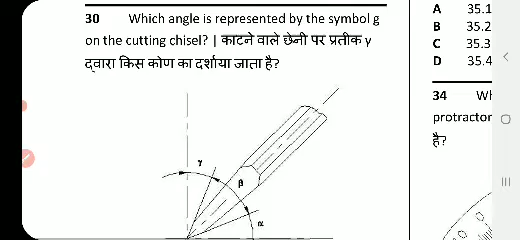 30 Which angle is represented by the symbol g
on the cutting chisel? | काटने वाले छेनी पर प्रतीक γ
द्वारा किस कोण का दर्शाया जाता है?
γ
β
α
A 35.1
B 35.2
C 35.3
D 35.4
34
protractor
है?